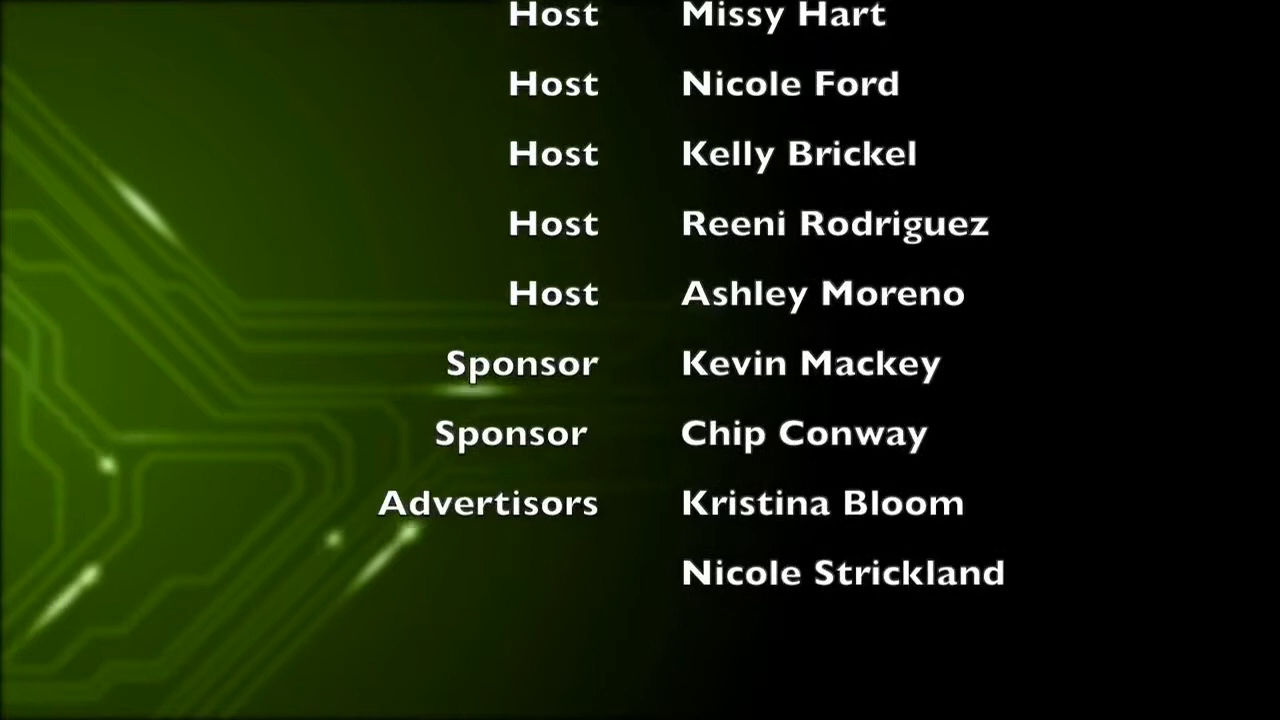 Host Missy Hart
Host Nicole Ford
Host Kelly Brickel
Host Reeni Rodriguez
Host Ashley Moreno
Sponsor Kevin Mackey
Sponsor Chip Conway
Advertisors Kristina Bloom
Nicole Strickland